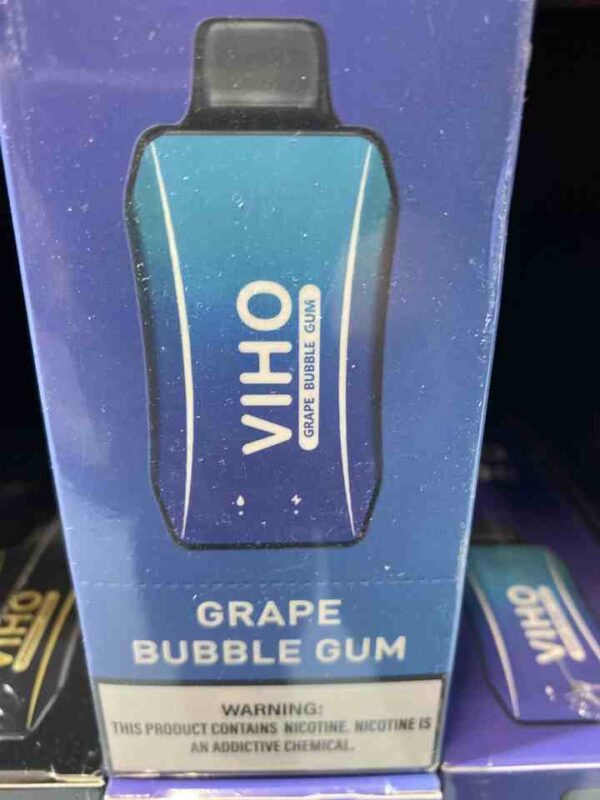 VIHO
GRAPE BUBBLE GUM
GRAPE
BUBBLE GUM
WARNING:
THIS PRODUCT CONTAINS NICOTINE. NICOTINE IS
AN ADDICTIVE CHEMICAL.
VIHO
VIHO